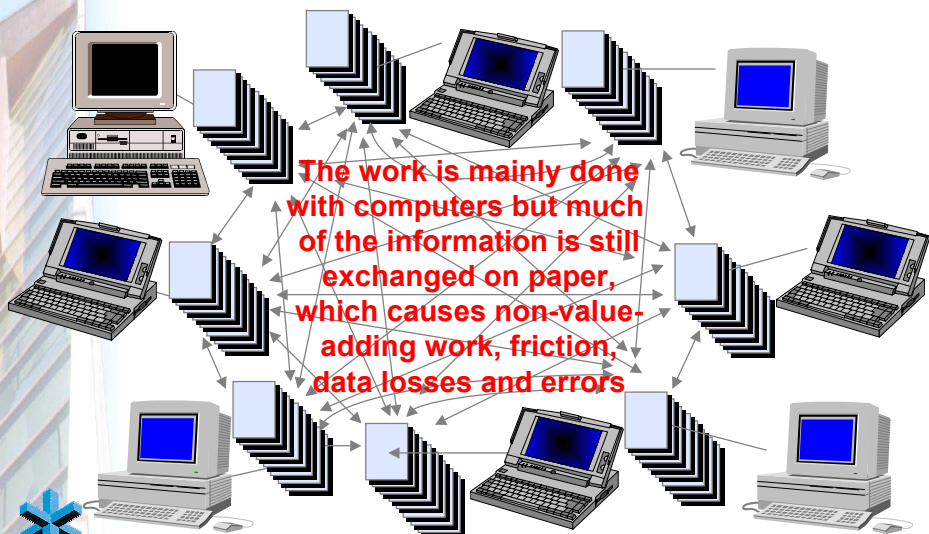 The work is mainly done
with computers but much
of the information is still
exchanged on paper,
which causes non-value-
adding work, friction,
data losses and errors